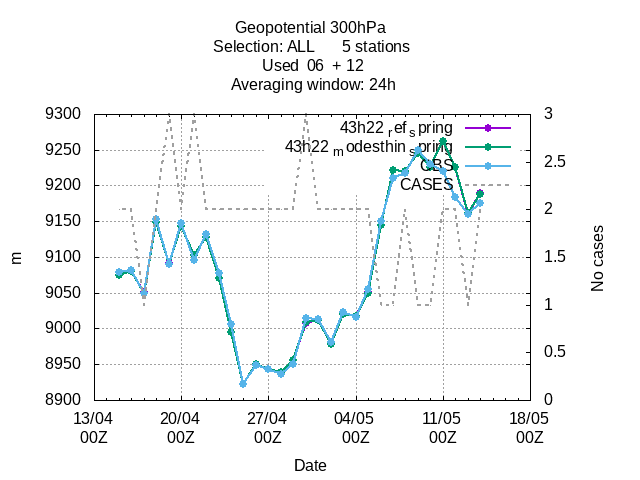 Geopotential 300hPa
Selection: ALL 5 stations
Used 06 + 12
Averaging window: 24h
9300
9250
9200
9150
9100
9050
9000
8950
8900
m
3
2.5
2
1.5
1
0.5
0
No cases
43h22 refs pring
43h22 modesthin spring
OBS
CASES
13/04 20/04 27/04 04/05 11/05 18/05
00Z 00Z 00Z 00Z 00Z 00Z
Date